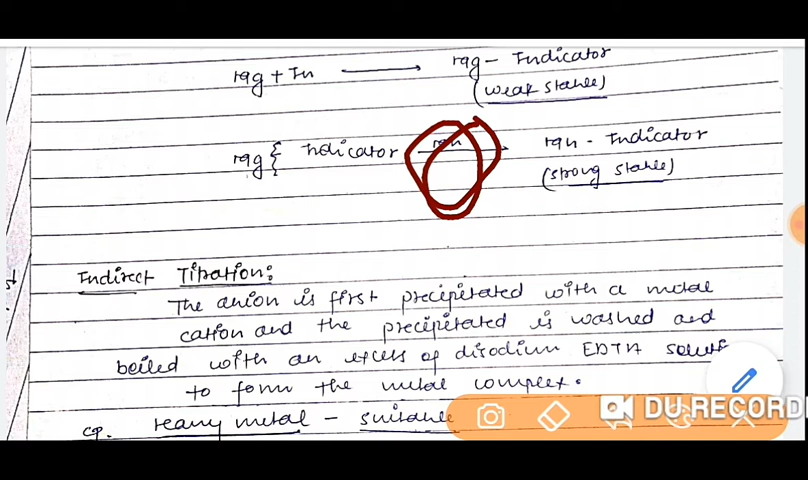 mg + In → mg - Indicator
(weak stable)
mg { Indicator mn → mn - Indicator
(strong stable)
Indirect Titration:
The anion is first precipitated with a metal
cation and the precipitated is washed and
boiled with an excess of disodium EDTA solut
to form the metal complex.
eg. Heavy metal - suitable
DU RECORD